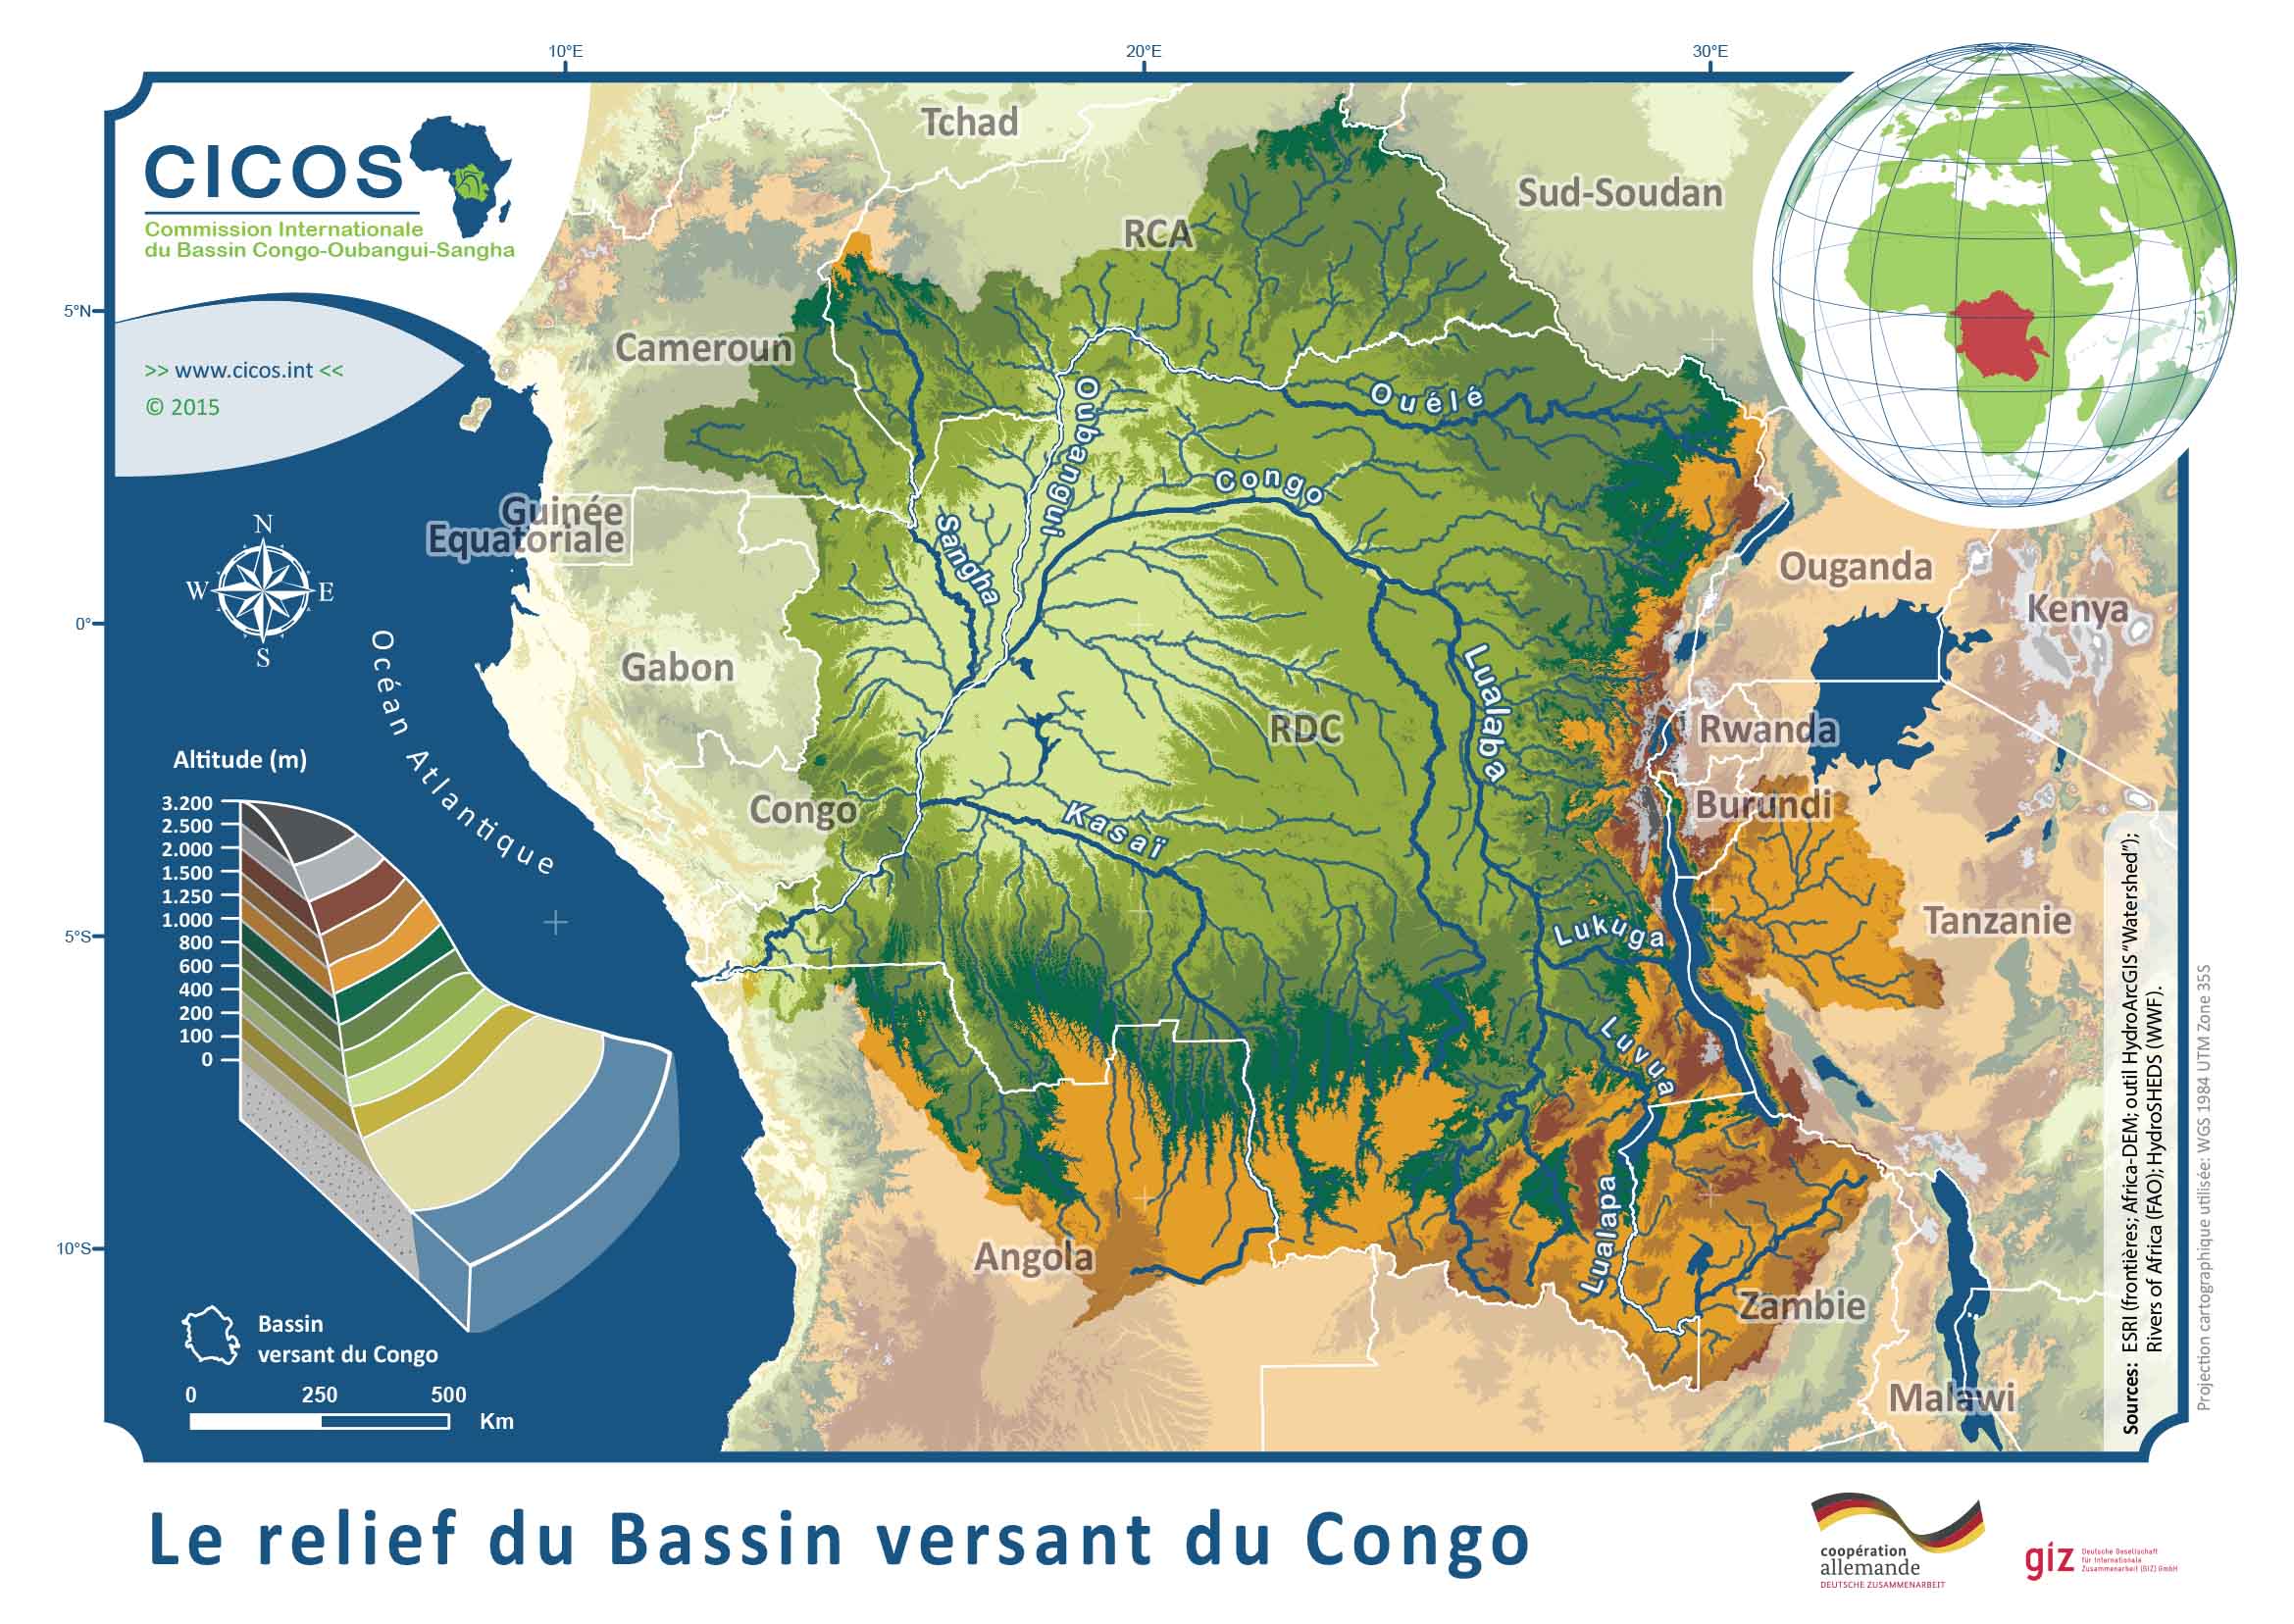 10°E
20°E
30°E
CICOS
Commission Internationale
du Bassin Congo-Oubangui-Sangha
>> www.cicos.int <<
© 2015
5°N
0°
5°S
10°S
N
W
E
S
Océan Atlantique
Tchad
Sud-Soudan
RCA
Cameroun
Guinée
Equatoriale
Gabon
Congo
RDC
Ouganda
Kenya
Rwanda
Burundi
Tanzanie
Angola
Zambie
Malawi
Ouélé
Oubangui
Congo
Sangha
Lualaba
Kasaï
Lukuga
Luvua
Lualapa
Altitude (m)
3.200
2.500
2.000
1.500
1.250
1.000
800
600
400
200
100
0
Bassin
versant du Congo
0
250
500
Km
Sources: ESRI (frontières; Africa-DEM; outil HydroArcGIS "Watershed");
Rivers of Africa (FAO); HydroSHEDS (WWF).
Projection cartographique utilisée: WGS 1984 UTM Zone 35S
Le relief du Bassin versant du Congo
coopération
allemande
DEUTSCHE ZUSAMMENARBEIT
giz
Deutsche Gesellschaft
für Internationale
Zusammenarbeit (GIZ) GmbH